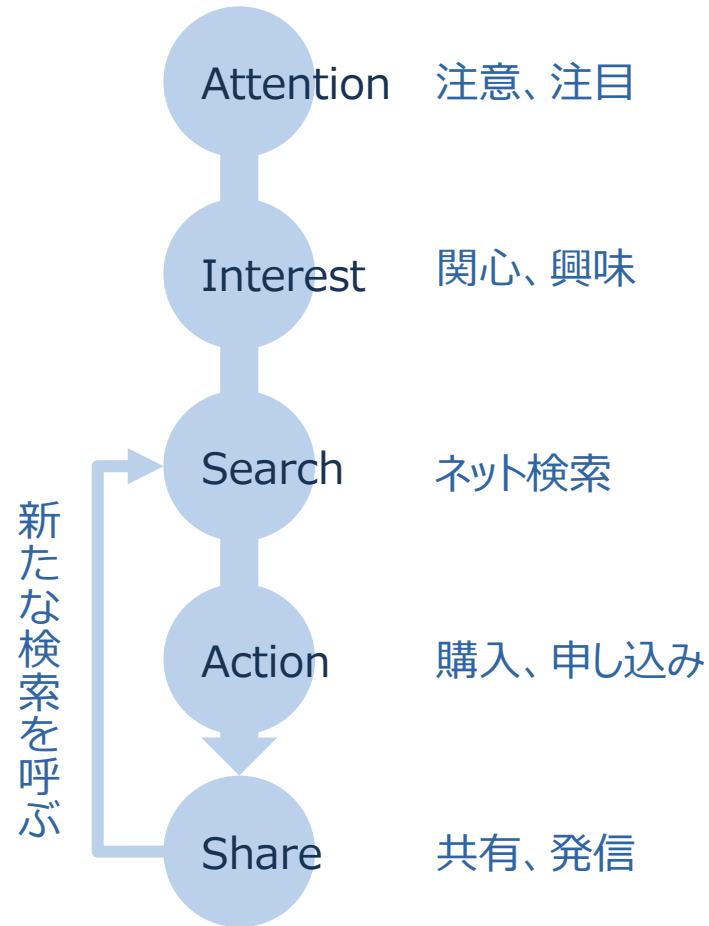 Attention 注意、注目
Interest 関心、興味
Search ネット検索
Action 購入、申し込み
Share 共有、発信
新たな検索を呼ぶ